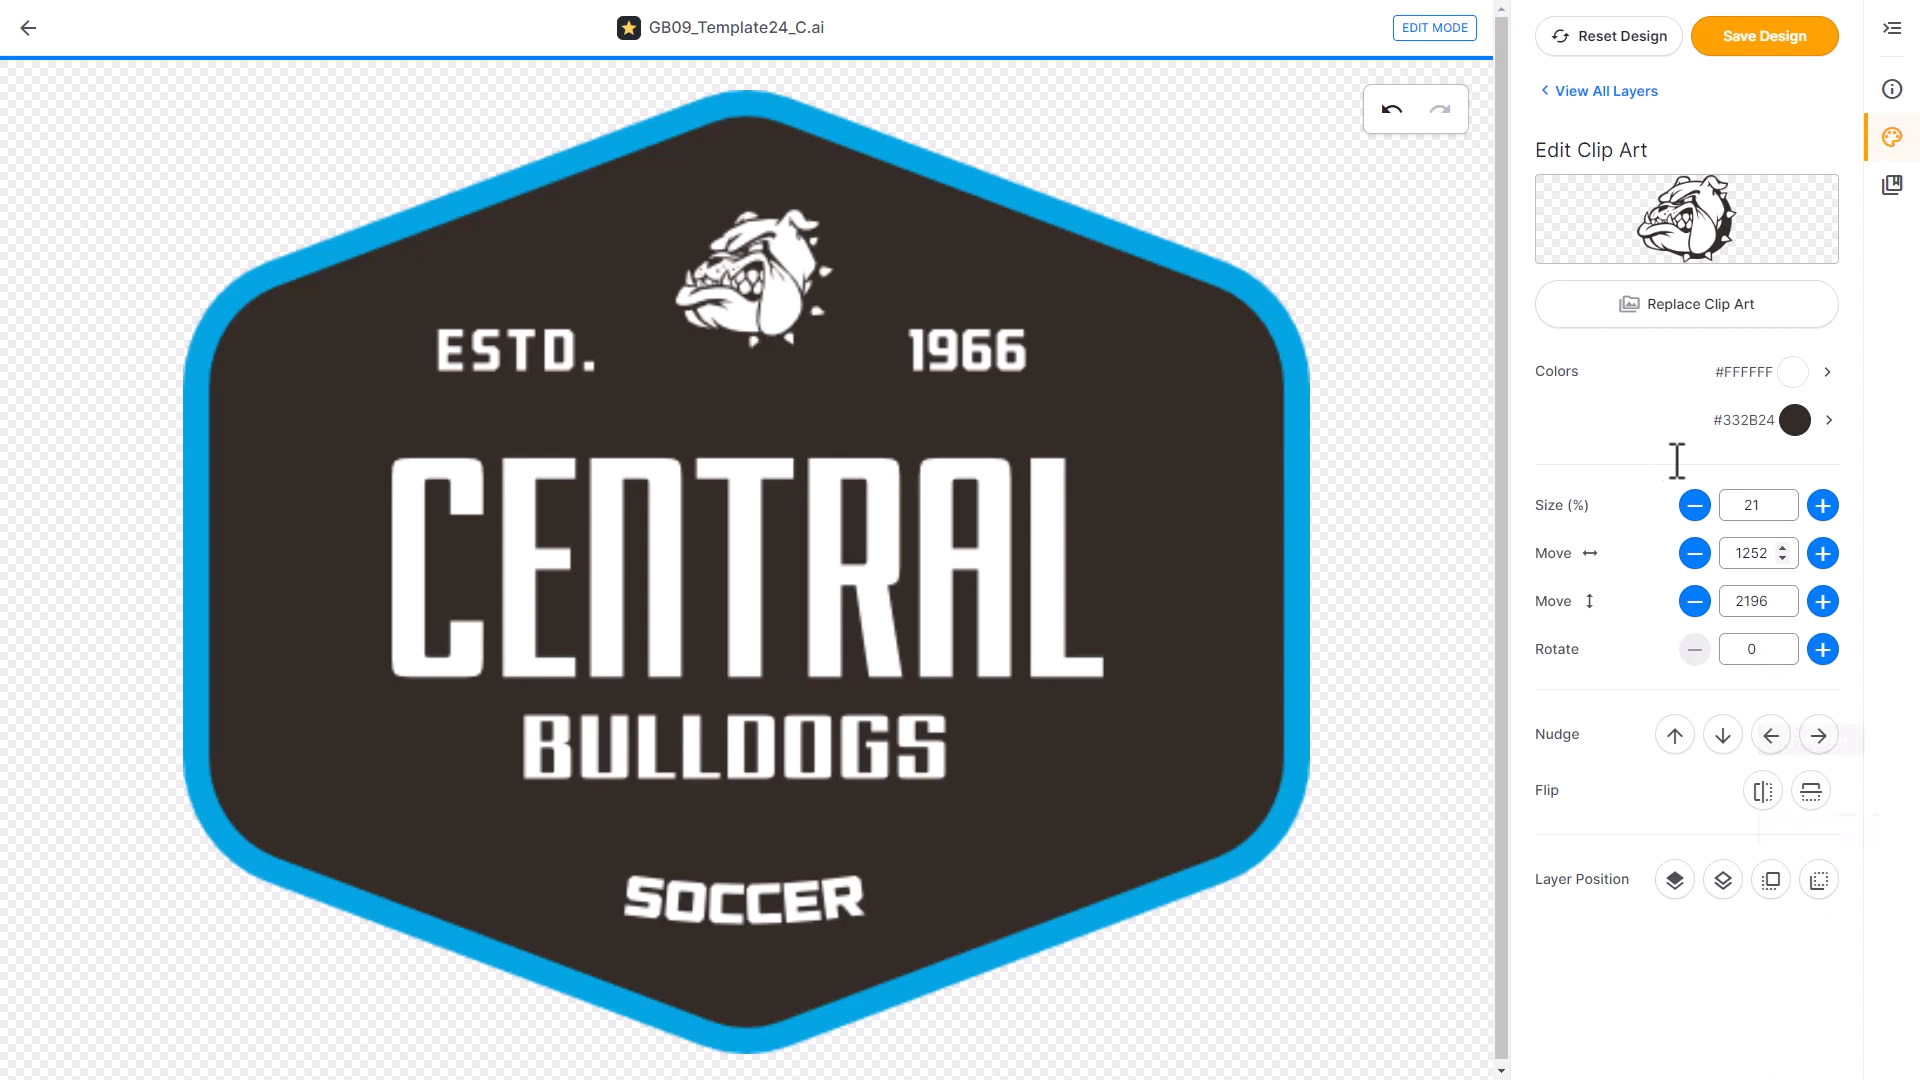 GB09_Template24_C.ai
EDIT MODE
ESTD. 1966
CENTRAL
BULLDOGS
SOCCER
Reset Design
Save Design
View All Layers
Edit Clip Art
Replace Clip Art
Colors #FFFFFF
#332B24
Size (%) 21
Move 1252
Move 2196
Rotate 0
Nudge
Flip
Layer Position